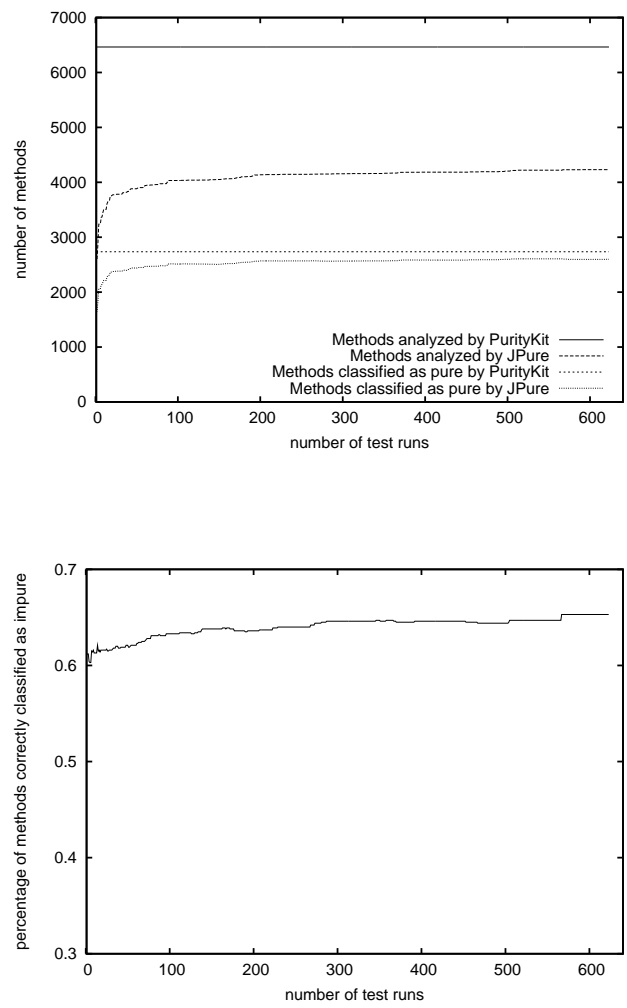 7000
6000
5000
4000
3000
2000
1000
0
number of methods
Methods analyzed by PurityKit
Methods analyzed by JPure
Methods classified as pure by PurityKit
Methods classified as pure by JPure
0 100 200 300 400 500 600
number of test runs
0.7
0.6
0.5
0.4
0.3
percentage of methods correctly classified as impure
0 100 200 300 400 500 600
number of test runs